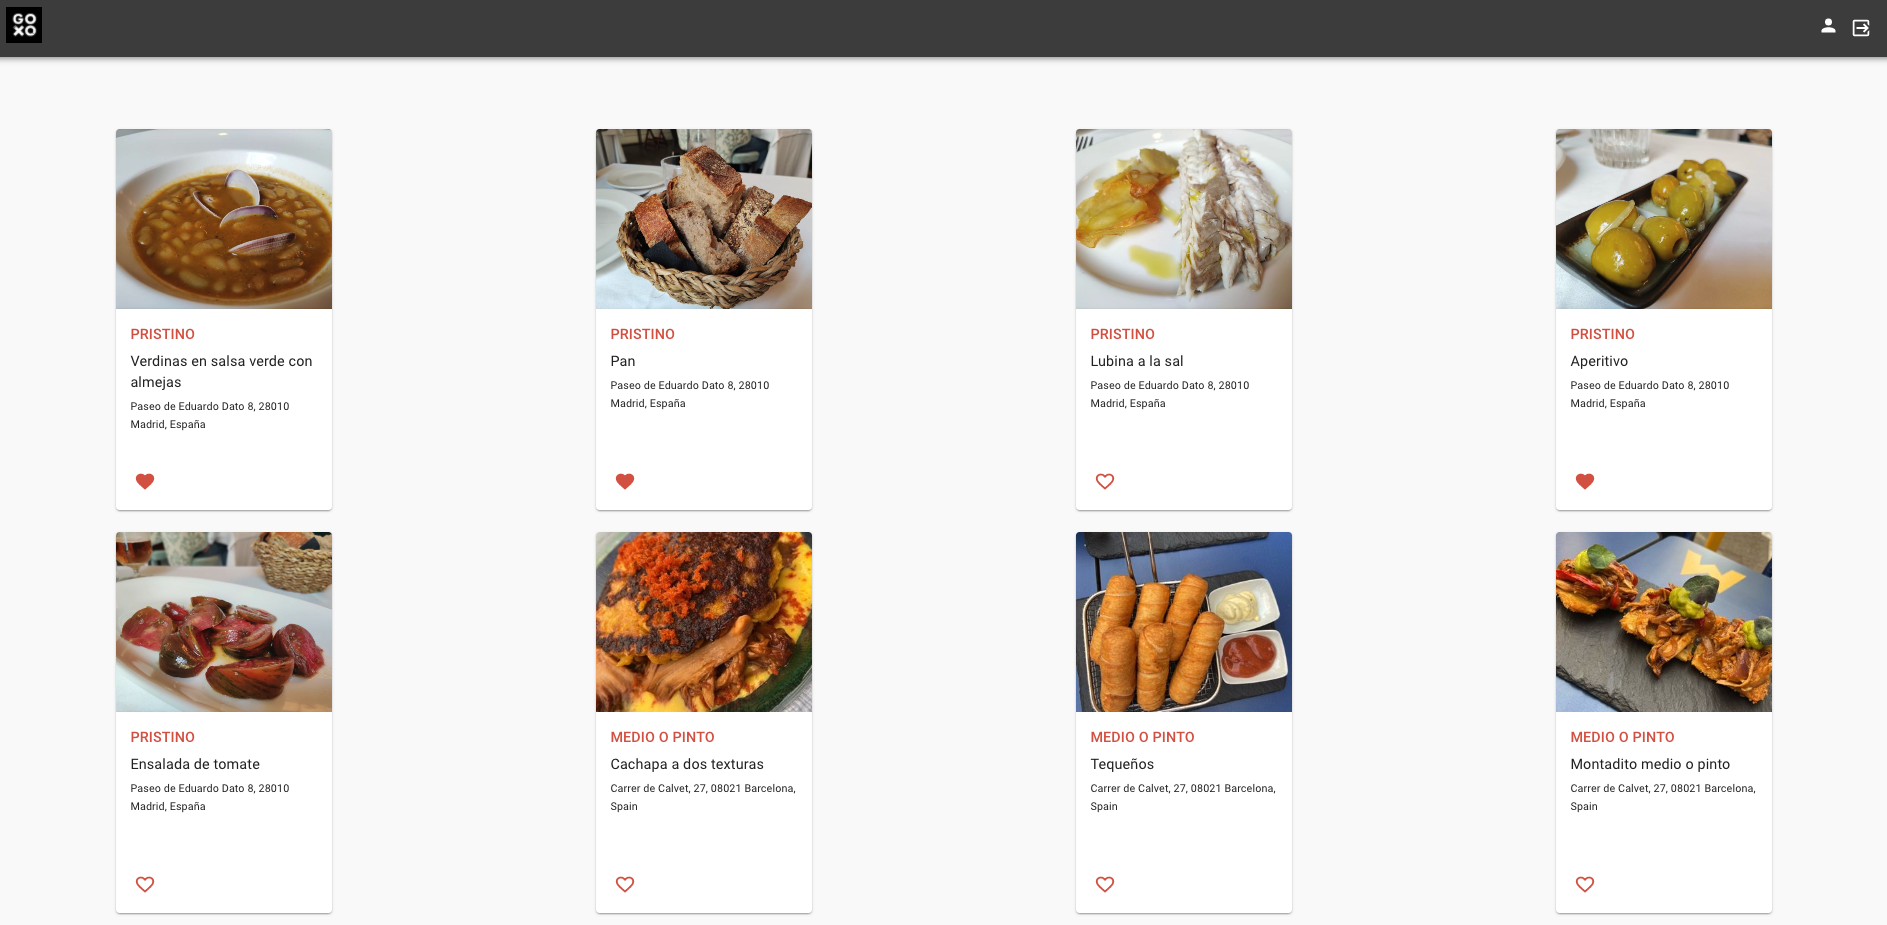 GO
XO
PRISTINO
Verdinas en salsa verde con
almejas
Paseo de Eduardo Dato 8, 28010
Madrid, España
PRISTINO
Pan
Paseo de Eduardo Dato 8, 28010
Madrid, España
PRISTINO
Lubina a la sal
Paseo de Eduardo Dato 8, 28010
Madrid, España
PRISTINO
Aperitivo
Paseo de Eduardo Dato 8, 28010
Madrid, España
PRISTINO
Ensalada de tomate
Paseo de Eduardo Dato 8, 28010
Madrid, España
MEDIO O PINTO
Cachapa a dos texturas
Carrer de Calvet, 27, 08021 Barcelona,
Spain
MEDIO O PINTO
Tequeños
Carrer de Calvet, 27, 08021 Barcelona,
Spain
MEDIO O PINTO
Montadito medio o pinto
Carrer de Calvet, 27, 08021 Barcelona,
Spain